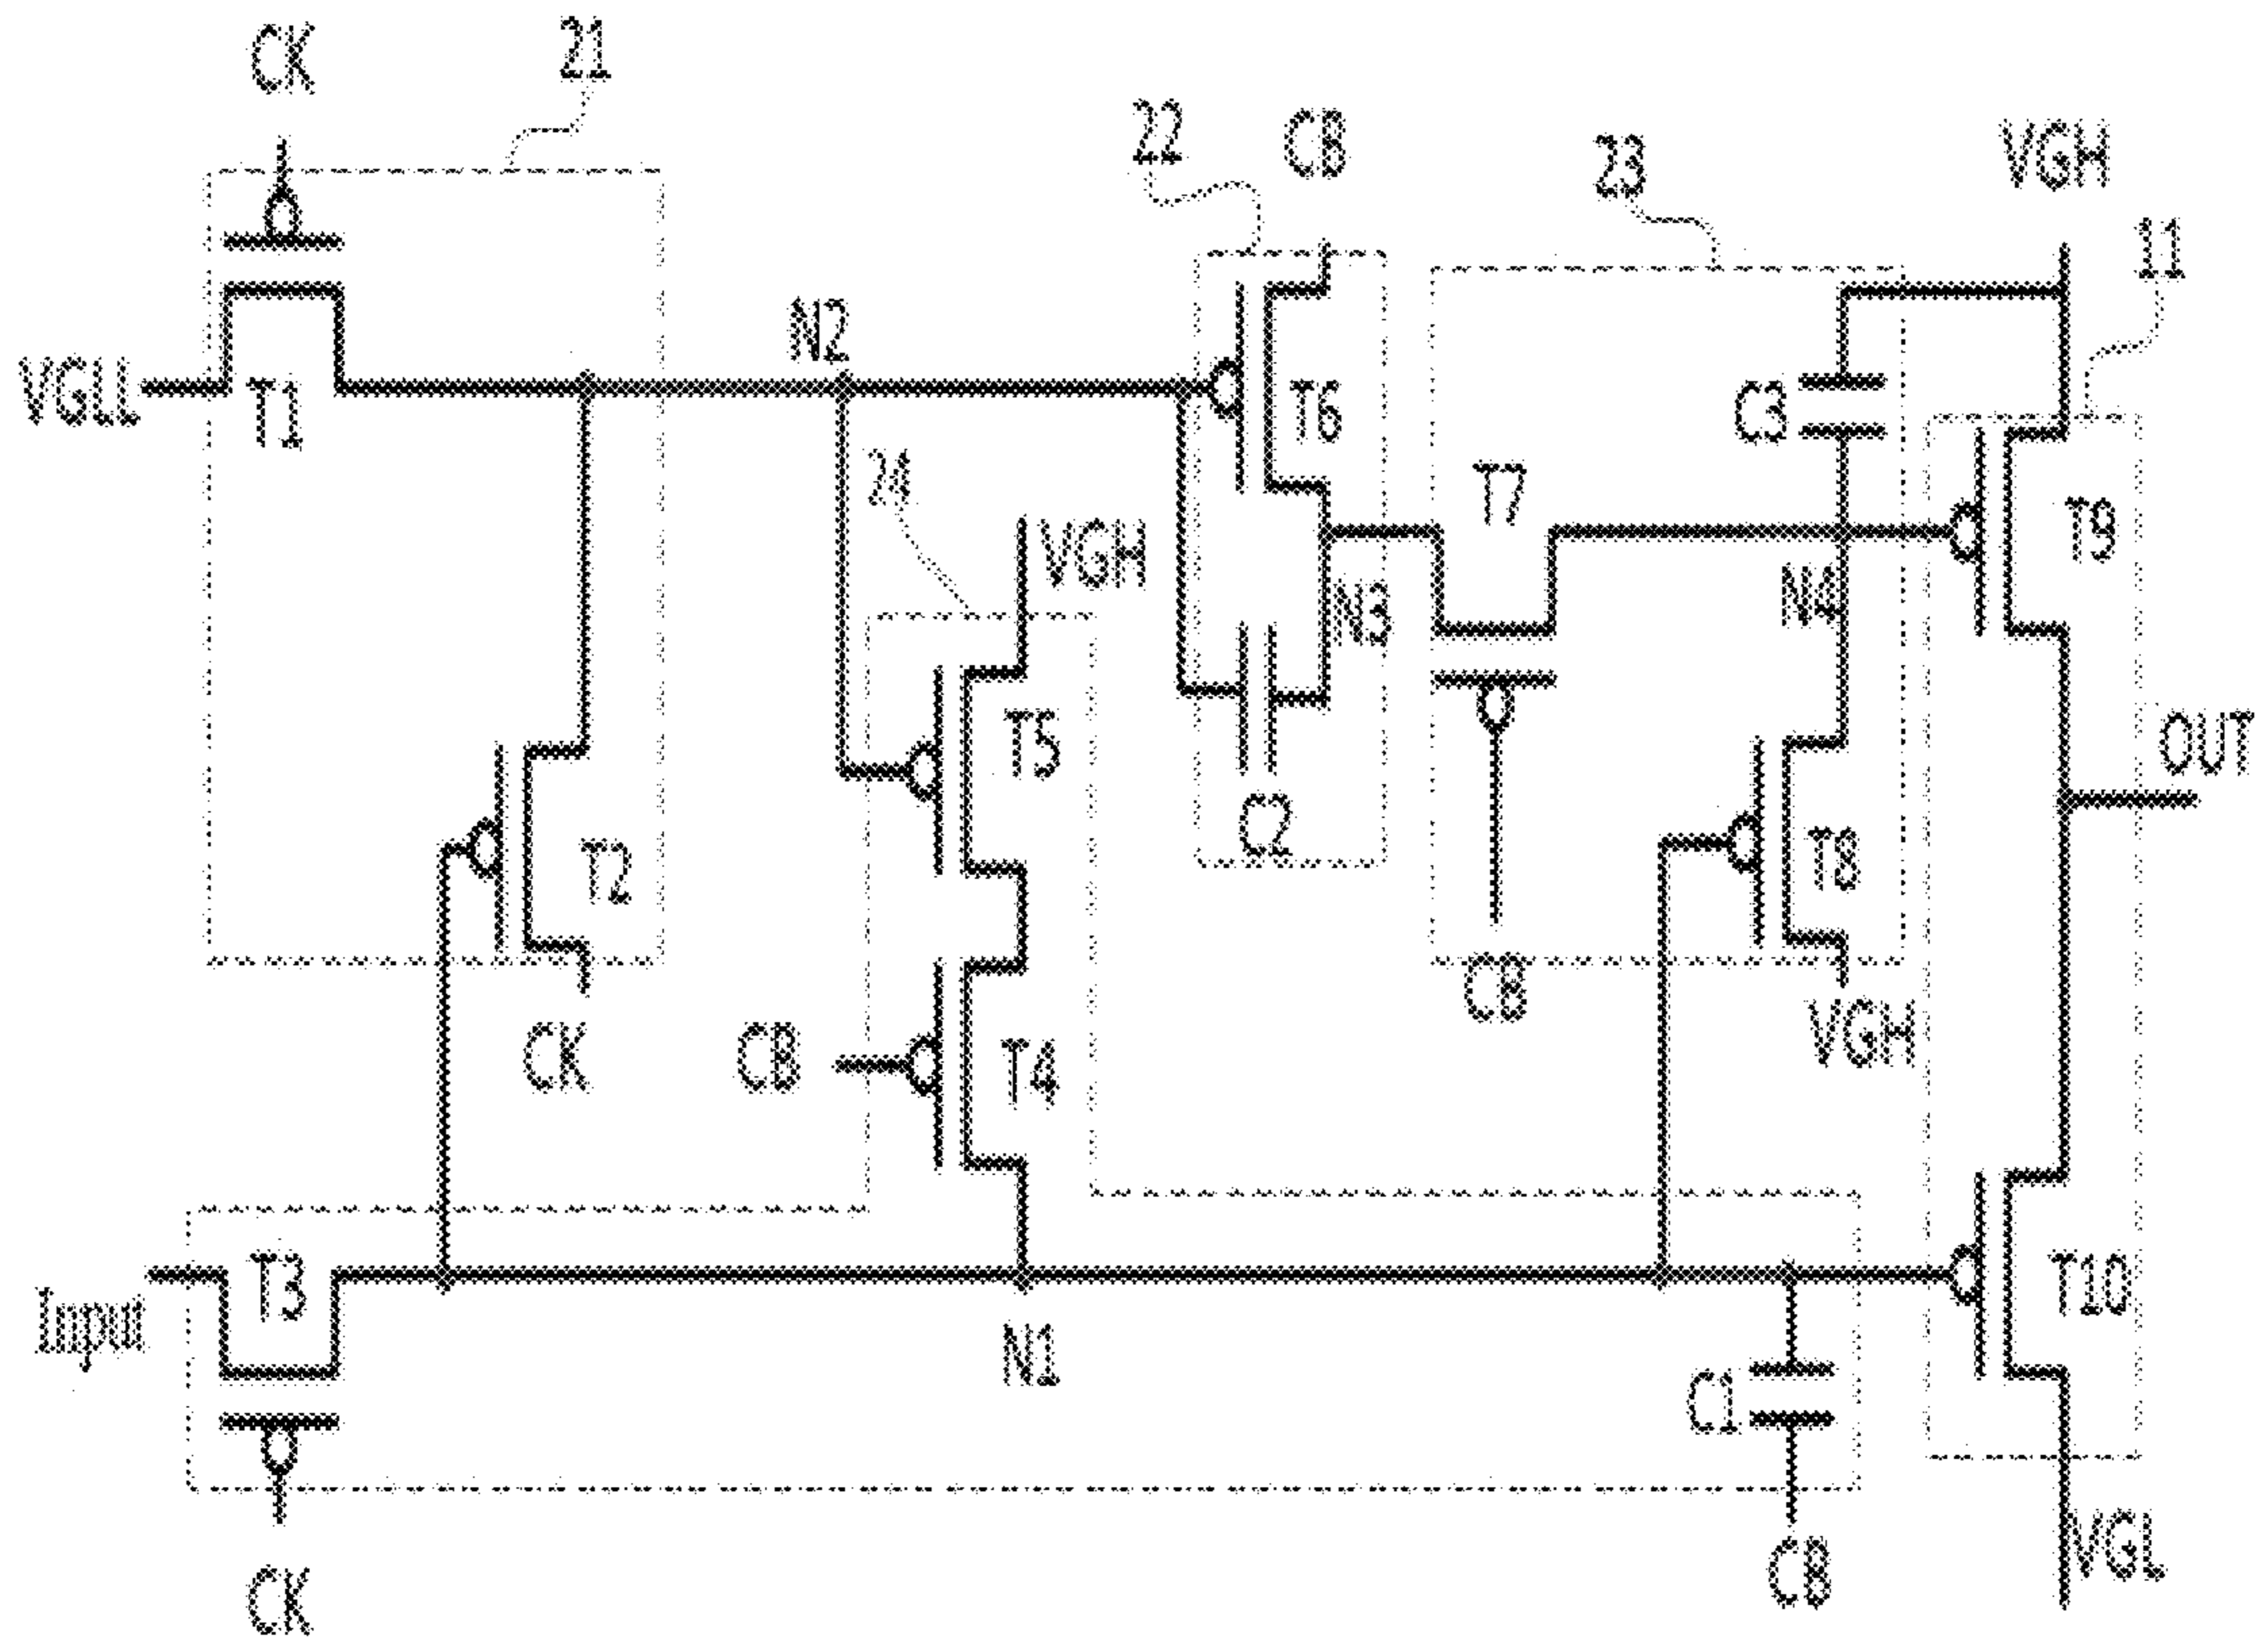 CK
21
22
CB
23
VGH
11
N2
VGLL
T1
T6
C3
24
T7
T9
VGH
N3
N4
T5
OUT
C2
T2
T8
CB
VGH
CK
CB
T4
T3
Input
T10
N1
C1
VGL
CB
CK